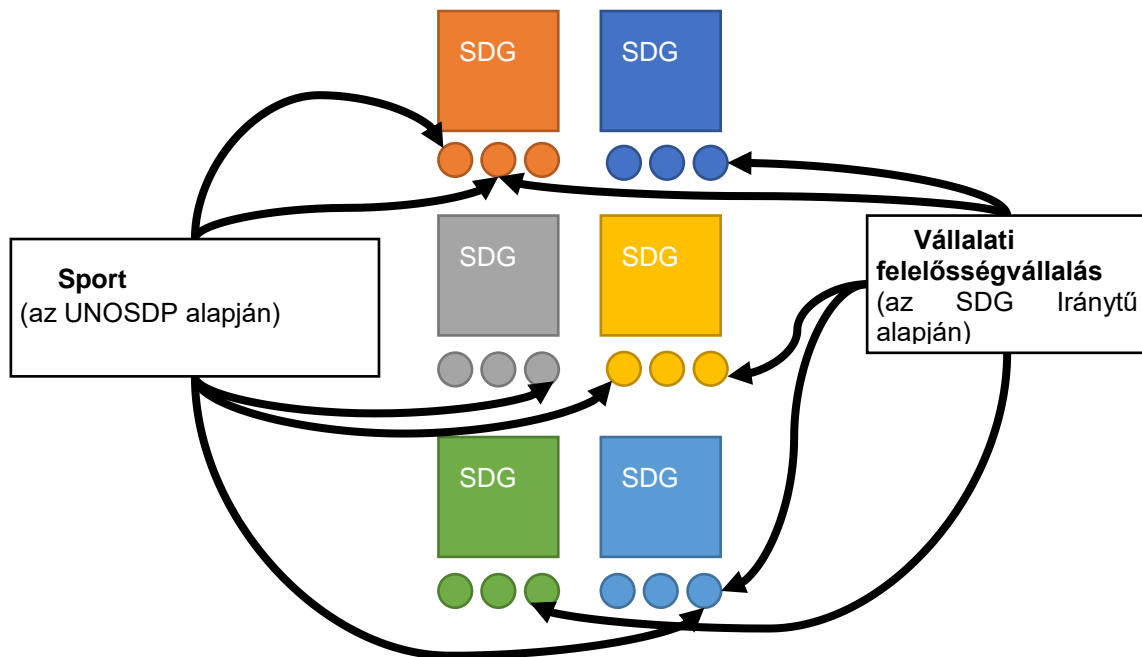 SDG
SDG
Sport
(az UNOSDP alapján)
SDG
SDG
Vállalati
felelősségvállalás
(az SDG Iránytű
alapján)
SDG
SDG